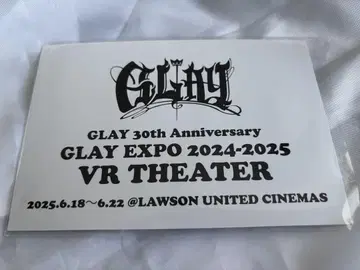 GLAY
GLAY 30th Anniversary
GLAY EXPO 2024-2025
VR THEATER
2025.6.18～6.22 @LAWSON UNITED CINEMAS